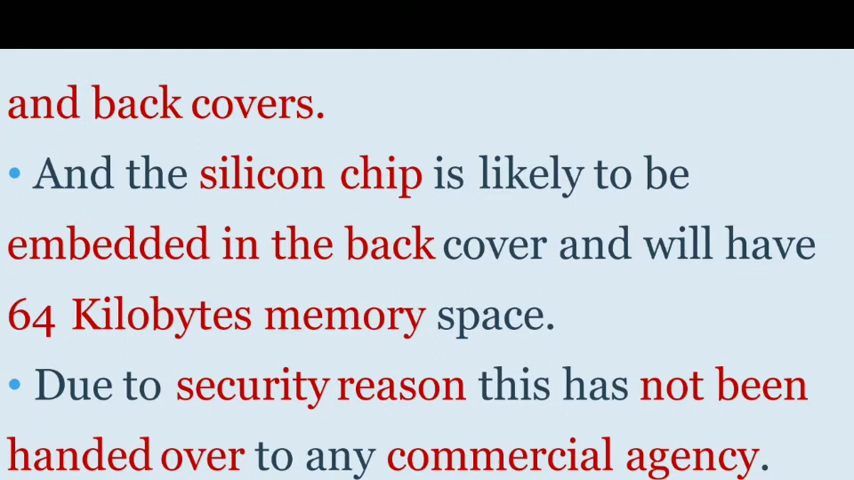 and back covers.
• And the silicon chip is likely to be
embedded in the back cover and will have
64 Kilobytes memory space.
• Due to security reason this has not been
handed over to any commercial agency.